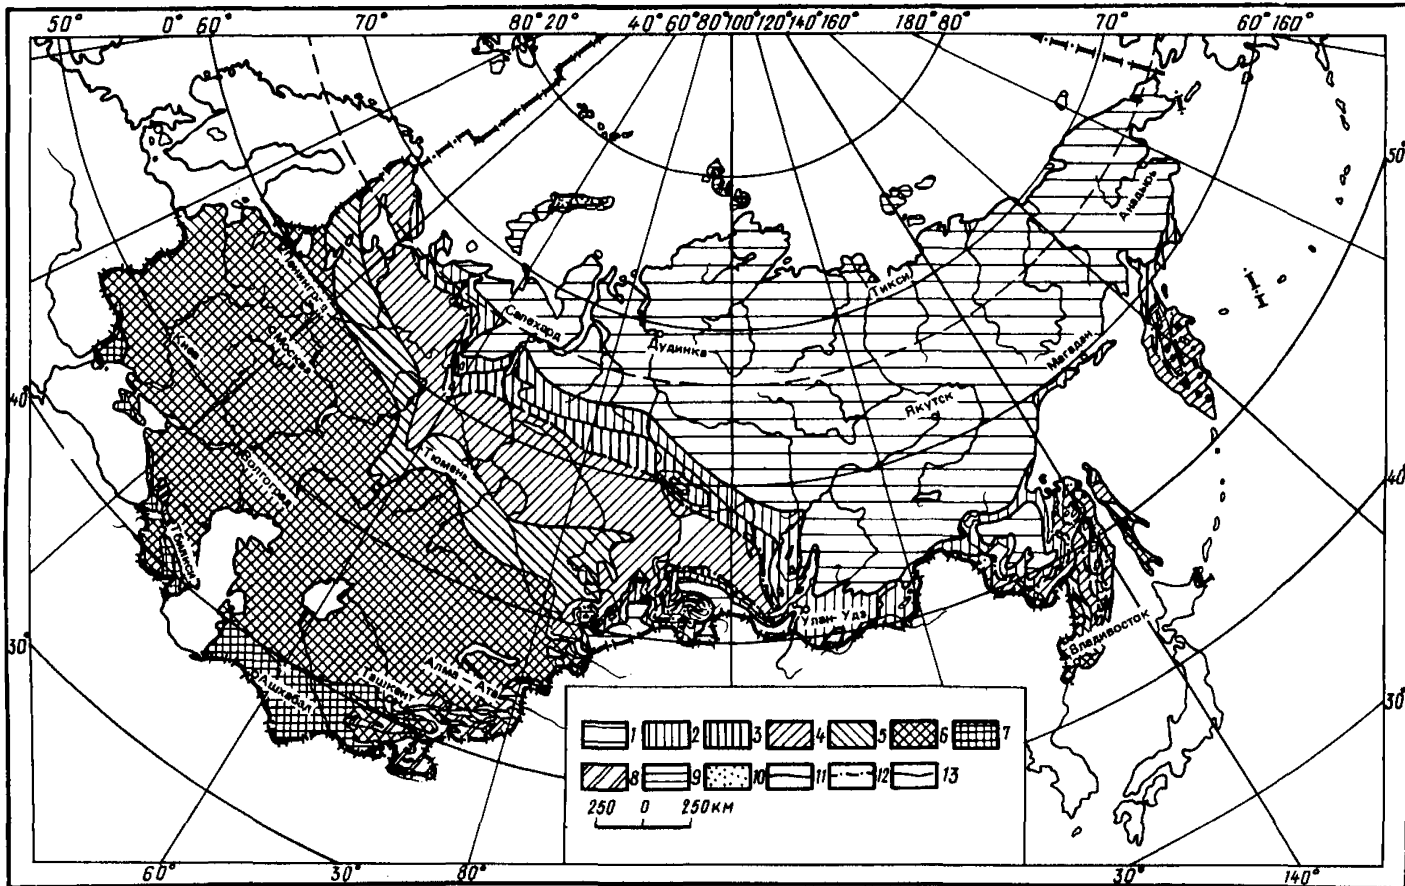 50° 0° 60° 70° 80° 20° 40° 60° 80° 100° 120° 140° 160° 180° 80° 70° 60° 160°
50°
Анадырь
Ленинград
Салехард
Тикси
Дудинка
Киев
Москва
Магадан
40°
Якутск
Тюмень
Волгоград
40°
Тбилиси
Улан-Удэ
Владивосток
30°
Алма-Ата
Ташкент
Ашхабад
30°
1 2 3 4 5 6 7
8 9 10 11 12 13
250 0 250 км
60° 30° 80° 30° 140°